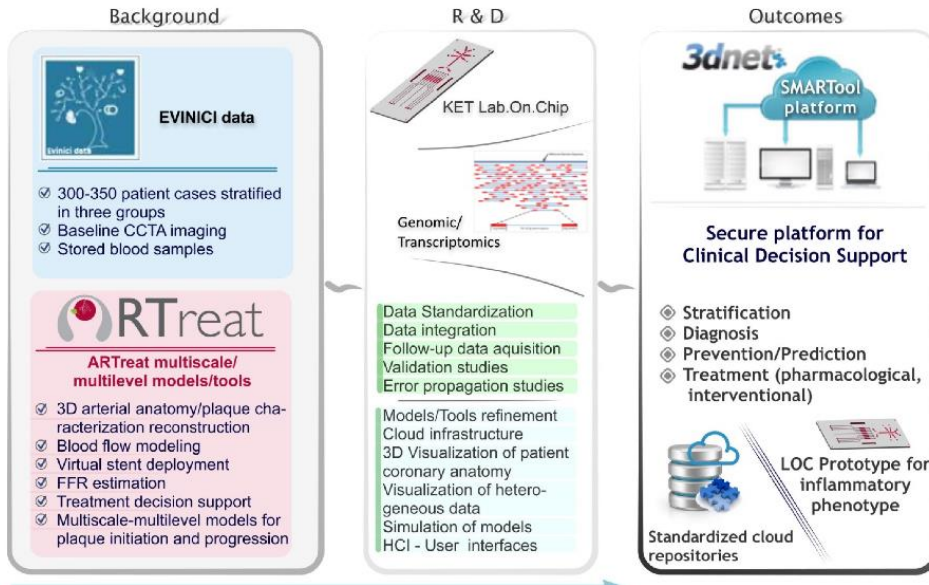 Background
EVINICI data
Evinici data
300-350 patient cases stratified
in three groups
Baseline CCTA imaging
Stored blood samples
RTreat
ARTreat multiscale/
multilevel models/tools
3D arterial anatomy/plaque cha-
racterization reconstruction
Blood flow modeling
Virtual stent deployment
FFR estimation
Treatment decision support
Multiscale-multilevel models for
plaque initiation and progression
R & D
KET Lab.On.Chip
Genomic/
Transcriptomics
Data Standardization
Data integration
Follow-up data aquisition
Validation studies
Error propagation studies
Models/Tools refinement
Cloud infrastructure
3D Visualization of patient
coronary anatomy
Visualization of hetero-
geneous data
Simulation of models
HCI - User interfaces
Outcomes
3dnet
SMARTool
platform
Secure platform for
Clinical Decision Support
Stratification
Diagnosis
Prevention/Prediction
Treatment (pharmacological,
interventional)
LOC Prototype for
inflammatory
phenotype
Standardized cloud
repositories